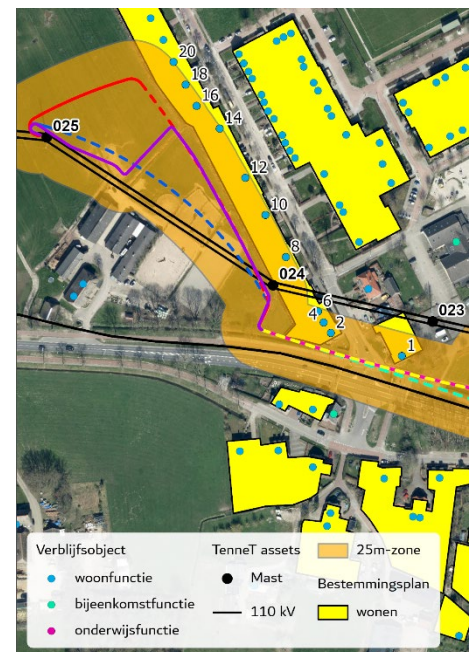 20
18
16
025
14
12
10
8
024
6
4
2
023
1
Verblijfsobject
woonfunctie
bijeenkomstfunctie
onderwijsfunctie
TenneT assets
Mast
110 kV
25m-zone
Bestemmingsplan
wonen